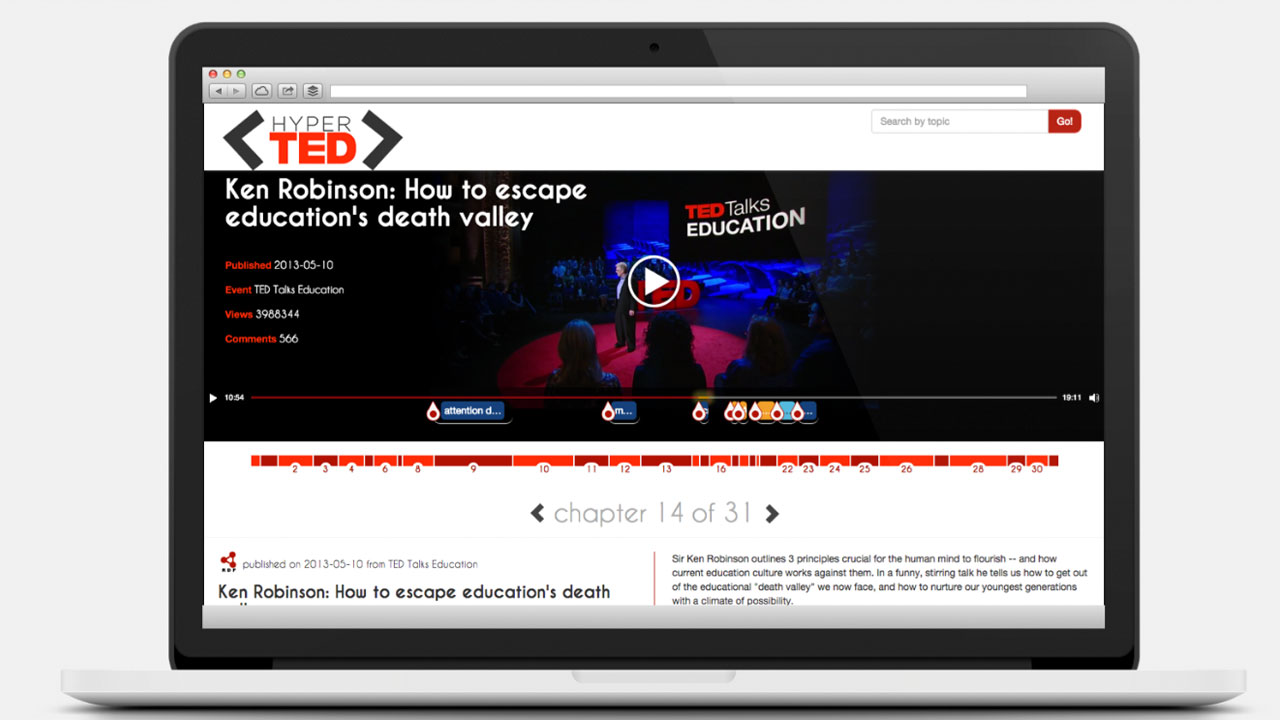 HYPER
TED
Search by topic
Go!
Ken Robinson: How to escape
education's death valley
TEDTalks
EDUCATION
Published 2013-05-10
Event TED Talks Education
Views 3988344
Comments 566
TED
10:54
19:11
attention d...
m...
...
...
...
2 3 4 6 8 9 10 11 12 13 16 22 23 24 25 26 28 29 30
chapter 14 of 31
RDF
published on 2013-05-10 from TED Talks Education
Ken Robinson: How to escape education's death
Sir Ken Robinson outlines 3 principles crucial for the human mind to flourish -- and how
current education culture works against them. In a funny, stirring talk he tells us how to get out
of the educational "death valley" we now face, and how to nurture our youngest generations
with a climate of possibility.